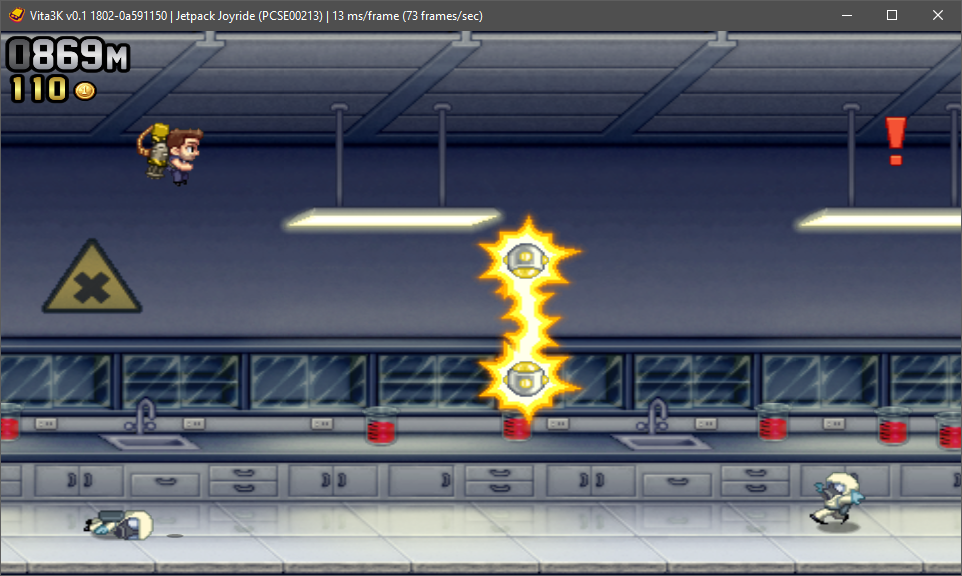 Vita3K v0.1 1802-0a591150 | Jetpack Joyride (PCSE00213) | 13 ms/frame (73 frames/sec)
0869M
110
!